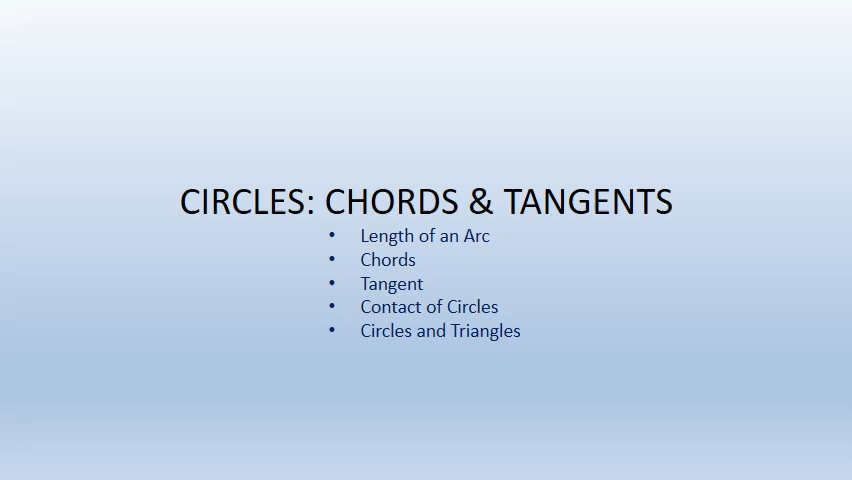 CIRCLES: CHORDS & TANGENTS
• Length of an Arc
• Chords
• Tangent
• Contact of Circles
• Circles and Triangles